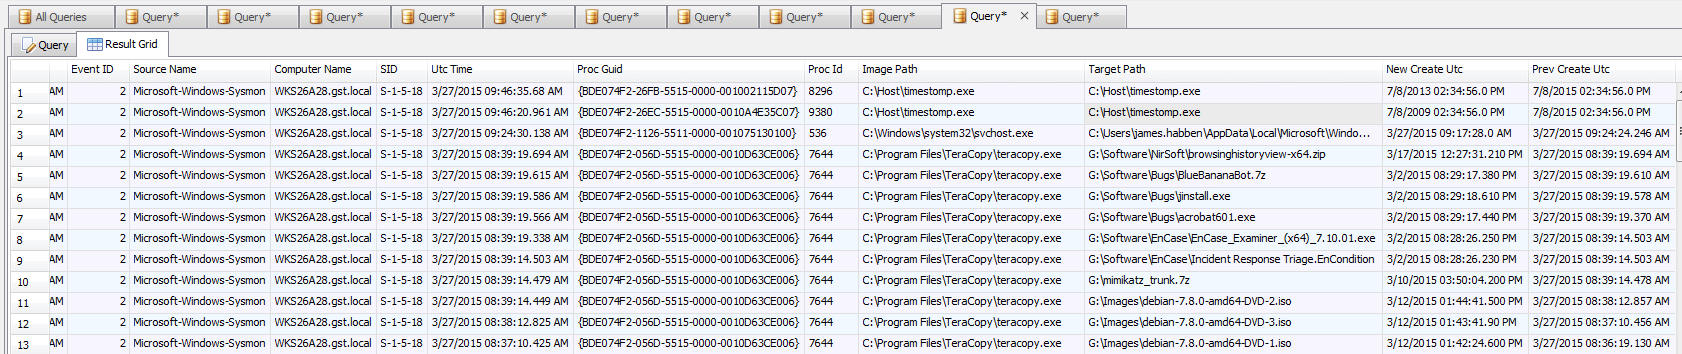 All Queries Query* Query* Query* Query* Query* Query* Query* Query* Query* Query* × Query*
Query Result Grid
Event ID Source Name Computer Name SID Utc Time Proc Guid Proc Id Image Path Target Path New Create Utc Prev Create Utc
1 AM 2 Microsoft-Windows-Sysmon WKS26A28.gst.local S-1-5-18 3/27/2015 09:46:35.68 AM {BDE074F2-26FB-5515-0000-001002115D07} 8296 C:\Host\timestomp.exe C:\Host\timestomp.exe 7/8/2013 02:34:56.0 PM 7/8/2015 02:34:56.0 PM
2 AM 2 Microsoft-Windows-Sysmon WKS26A28.gst.local S-1-5-18 3/27/2015 09:46:20.961 AM {BDE074F2-26EC-5515-0000-0010A4E35C07} 9380 C:\Host\timestomp.exe C:\Host\timestomp.exe 7/8/2009 02:34:56.0 PM 7/8/2015 02:34:56.0 PM
3 AM 2 Microsoft-Windows-Sysmon WKS26A28.gst.local S-1-5-18 3/27/2015 09:24:30.138 AM {BDE074F2-1126-5511-0000-001075130100} 536 C:\Windows\system32\svchost.exe C:\Users\james.habben\AppData\Local\Microsoft\Windo... 3/27/2015 09:17:28.0 AM 3/27/2015 09:24:24.246 AM
4 AM 2 Microsoft-Windows-Sysmon WKS26A28.gst.local S-1-5-18 3/27/2015 08:39:19.694 AM {BDE074F2-056D-5515-0000-0010D63CE006} 7644 C:\Program Files\TeraCopy\teracopy.exe G:\Software\NirSoft\browsinghistoryview-x64.zip 3/17/2015 12:27:31.210 PM 3/27/2015 08:39:19.694 AM
5 AM 2 Microsoft-Windows-Sysmon WKS26A28.gst.local S-1-5-18 3/27/2015 08:39:19.615 AM {BDE074F2-056D-5515-0000-0010D63CE006} 7644 C:\Program Files\TeraCopy\teracopy.exe G:\Software\Bugs\BlueBananaBot.7z 3/2/2015 08:29:17.380 PM 3/27/2015 08:39:19.610 AM
6 AM 2 Microsoft-Windows-Sysmon WKS26A28.gst.local S-1-5-18 3/27/2015 08:39:19.586 AM {BDE074F2-056D-5515-0000-0010D63CE006} 7644 C:\Program Files\TeraCopy\teracopy.exe G:\Software\Bugs\jinstall.exe 3/2/2015 08:29:18.610 PM 3/27/2015 08:39:19.578 AM
7 AM 2 Microsoft-Windows-Sysmon WKS26A28.gst.local S-1-5-18 3/27/2015 08:39:19.566 AM {BDE074F2-056D-5515-0000-0010D63CE006} 7644 C:\Program Files\TeraCopy\teracopy.exe G:\Software\Bugs\acrobat601.exe 3/2/2015 08:29:17.440 PM 3/27/2015 08:39:19.370 AM
8 AM 2 Microsoft-Windows-Sysmon WKS26A28.gst.local S-1-5-18 3/27/2015 08:39:19.338 AM {BDE074F2-056D-5515-0000-0010D63CE006} 7644 C:\Program Files\TeraCopy\teracopy.exe G:\Software\EnCase\EnCase_Examiner_(x64)_7.10.01.exe 3/2/2015 08:28:26.250 PM 3/27/2015 08:39:14.503 AM
9 AM 2 Microsoft-Windows-Sysmon WKS26A28.gst.local S-1-5-18 3/27/2015 08:39:14.503 AM {BDE074F2-056D-5515-0000-0010D63CE006} 7644 C:\Program Files\TeraCopy\teracopy.exe G:\Software\EnCase\Incident Response Triage.EnCondition 3/2/2015 08:28:26.230 PM 3/27/2015 08:39:14.503 AM
10 AM 2 Microsoft-Windows-Sysmon WKS26A28.gst.local S-1-5-18 3/27/2015 08:39:14.479 AM {BDE074F2-056D-5515-0000-0010D63CE006} 7644 C:\Program Files\TeraCopy\teracopy.exe G:\mimikatz_trunk.7z 3/10/2015 03:50:04.200 PM 3/27/2015 08:39:14.478 AM
11 AM 2 Microsoft-Windows-Sysmon WKS26A28.gst.local S-1-5-18 3/27/2015 08:39:14.449 AM {BDE074F2-056D-5515-0000-0010D63CE006} 7644 C:\Program Files\TeraCopy\teracopy.exe G:\Images\debian-7.8.0-amd64-DVD-2.iso 3/12/2015 01:44:41.500 PM 3/27/2015 08:38:12.857 AM
12 AM 2 Microsoft-Windows-Sysmon WKS26A28.gst.local S-1-5-18 3/27/2015 08:38:12.825 AM {BDE074F2-056D-5515-0000-0010D63CE006} 7644 C:\Program Files\TeraCopy\teracopy.exe G:\Images\debian-7.8.0-amd64-DVD-3.iso 3/12/2015 01:43:41.90 PM 3/27/2015 08:37:10.456 AM
13 AM 2 Microsoft-Windows-Sysmon WKS26A28.gst.local S-1-5-18 3/27/2015 08:37:10.425 AM {BDE074F2-056D-5515-0000-0010D63CE006} 7644 C:\Program Files\TeraCopy\teracopy.exe G:\Images\debian-7.8.0-amd64-DVD-1.iso 3/12/2015 01:42:24.600 PM 3/27/2015 08:36:19.130 AM